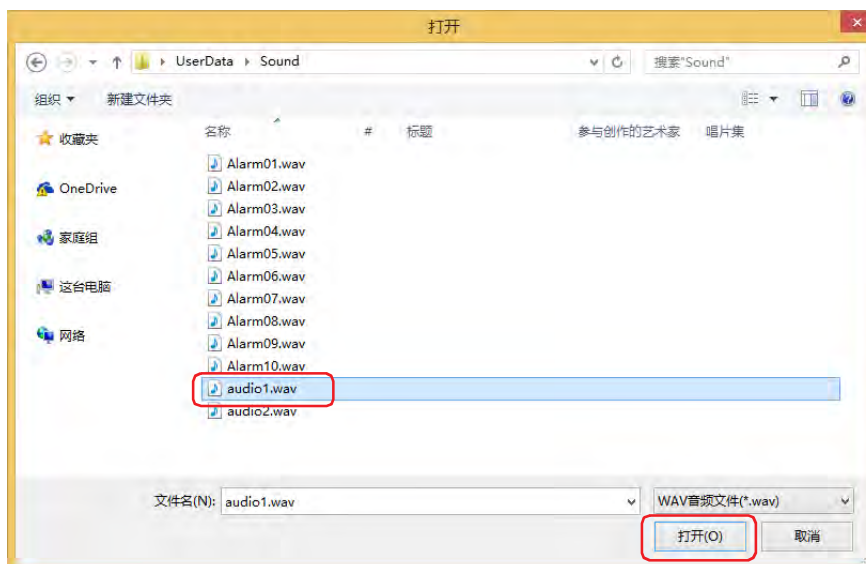 打开
UserData Sound 搜索"Sound"
组织 新建文件夹
名称 # 标题 参与创作的艺术家 唱片集
收藏夹
OneDrive
家庭组
这台电脑
网络
Alarm01.wav
Alarm02.wav
Alarm03.wav
Alarm04.wav
Alarm05.wav
Alarm06.wav
Alarm07.wav
Alarm08.wav
Alarm09.wav
Alarm10.wav
audio1.wav
audio2.wav
文件名(N): audio1.wav WAV音频文件(*.wav)
打开(O) 取消